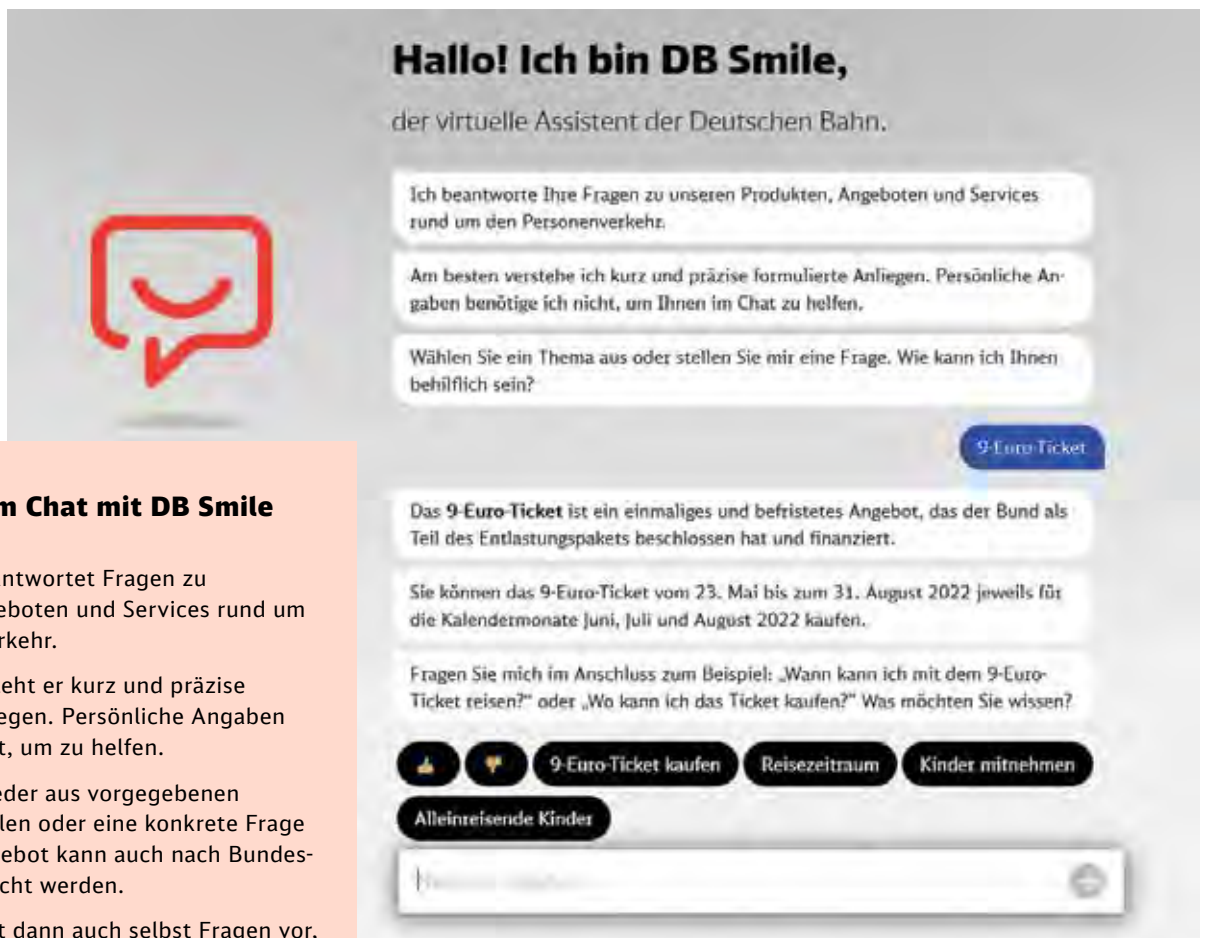 Hallo! Ich bin DB Smile,
der virtuelle Assistent der Deutschen Bahn.
Ich beantworte Ihre Fragen zu unseren Produkten, Angeboten und Services
rund um den Personenverkehr.
Am besten verstehe ich kurz und präzise formulierte Anliegen. Persönliche An-
gaben benötige ich nicht, um Ihnen im Chat zu helfen.
Wählen Sie ein Thema aus oder stellen Sie mir eine Frage. Wie kann ich Ihnen
behilflich sein?
9-Euro-Ticket
Das 9-Euro-Ticket ist ein einmaliges und befristetes Angebot, das der Bund als
Teil des Entlastungspakets beschlossen hat und finanziert.
Sie können das 9-Euro-Ticket vom 23. Mai bis zum 31. August 2022 jeweils für
die Kalendermonate Juni, Juli und August 2022 kaufen.
Fragen Sie mich im Anschluss zum Beispiel: „Wann kann ich mit dem 9-Euro-
Ticket reisen?“ oder „Wo kann ich das Ticket kaufen?“ Was möchten Sie wissen?
9-Euro-Ticket kaufen
Reisezeitraum
Kinder mitnehmen
Alleinreisende Kinder
m Chat mit DB Smile
antwortet Fragen zu
geboten und Services rund um
rkehr.
eht er kurz und präzise
egen. Persönliche Angaben
t, um zu helfen.
eder aus vorgegebenen
len oder eine konkrete Frage
gebot kann auch nach Bundes-
cht werden.
t dann auch selbst Fragen vor,